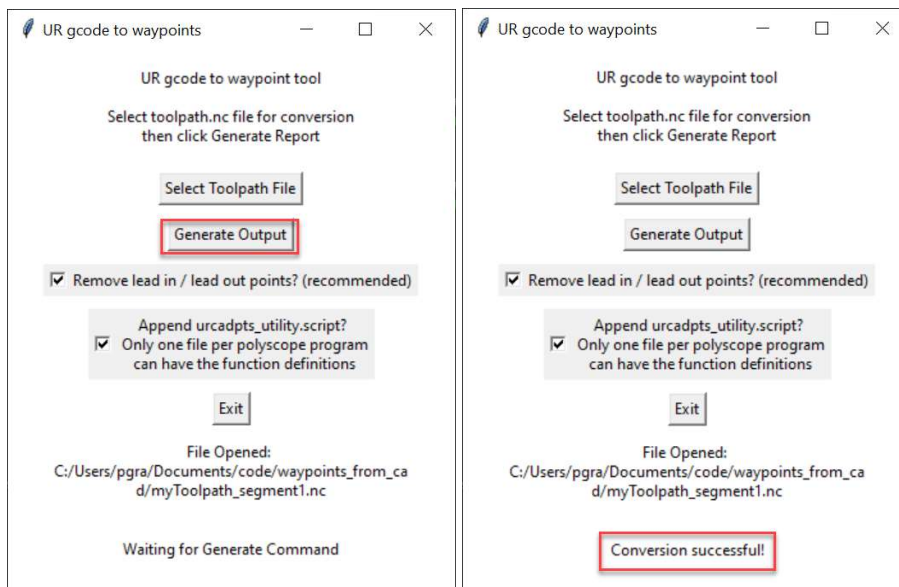 UR gcode to waypoints
UR gcode to waypoint tool
Select toolpath.nc file for conversion
then click Generate Report
Select Toolpath File
Generate Output
Remove lead in / lead out points? (recommended)
Append urcadpts_utility.script?
Only one file per polyscope program
can have the function definitions
Exit
File Opened:
C:/Users/pgra/Documents/code/waypoints_from_ca
d/myToolpath_segment1.nc
Waiting for Generate Command
UR gcode to waypoints
UR gcode to waypoint tool
Select toolpath.nc file for conversion
then click Generate Report
Select Toolpath File
Generate Output
Remove lead in / lead out points? (recommended)
Append urcadpts_utility.script?
Only one file per polyscope program
can have the function definitions
Exit
File Opened:
C:/Users/pgra/Documents/code/waypoints_from_ca
d/myToolpath_segment1.nc
Conversion successful!